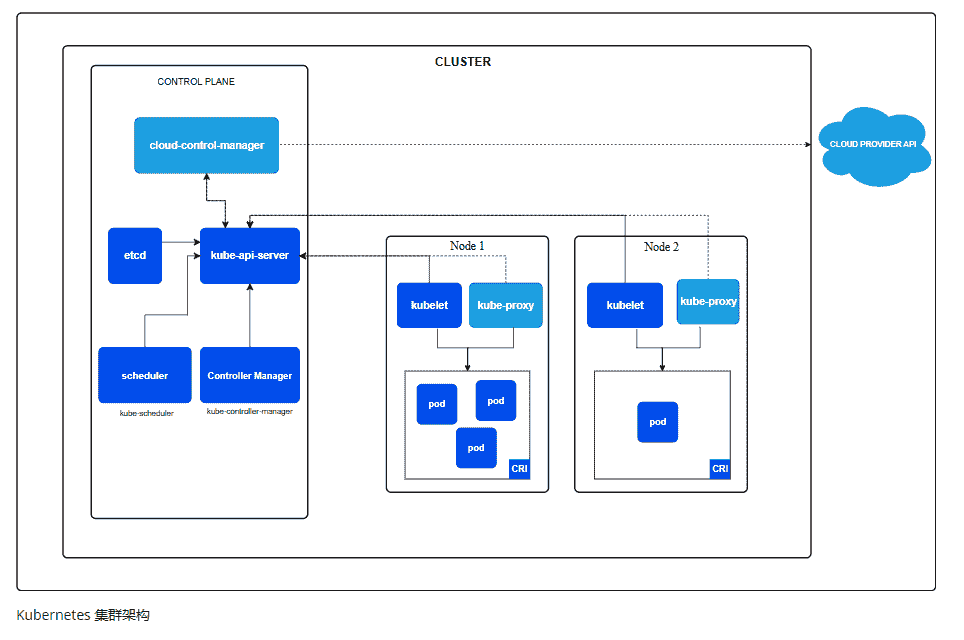 CLUSTER
CONTROL PLANE
cloud-control-manager
CLOUD PROVIDER API
etcd
kube-api-server
scheduler
kube-scheduler
Controller Manager
kube-controller-manager
Node 1
kubelet
kube-proxy
pod
pod
pod
CRI
Node 2
kubelet
kube-proxy
pod
CRI
Kubernetes 集群架构